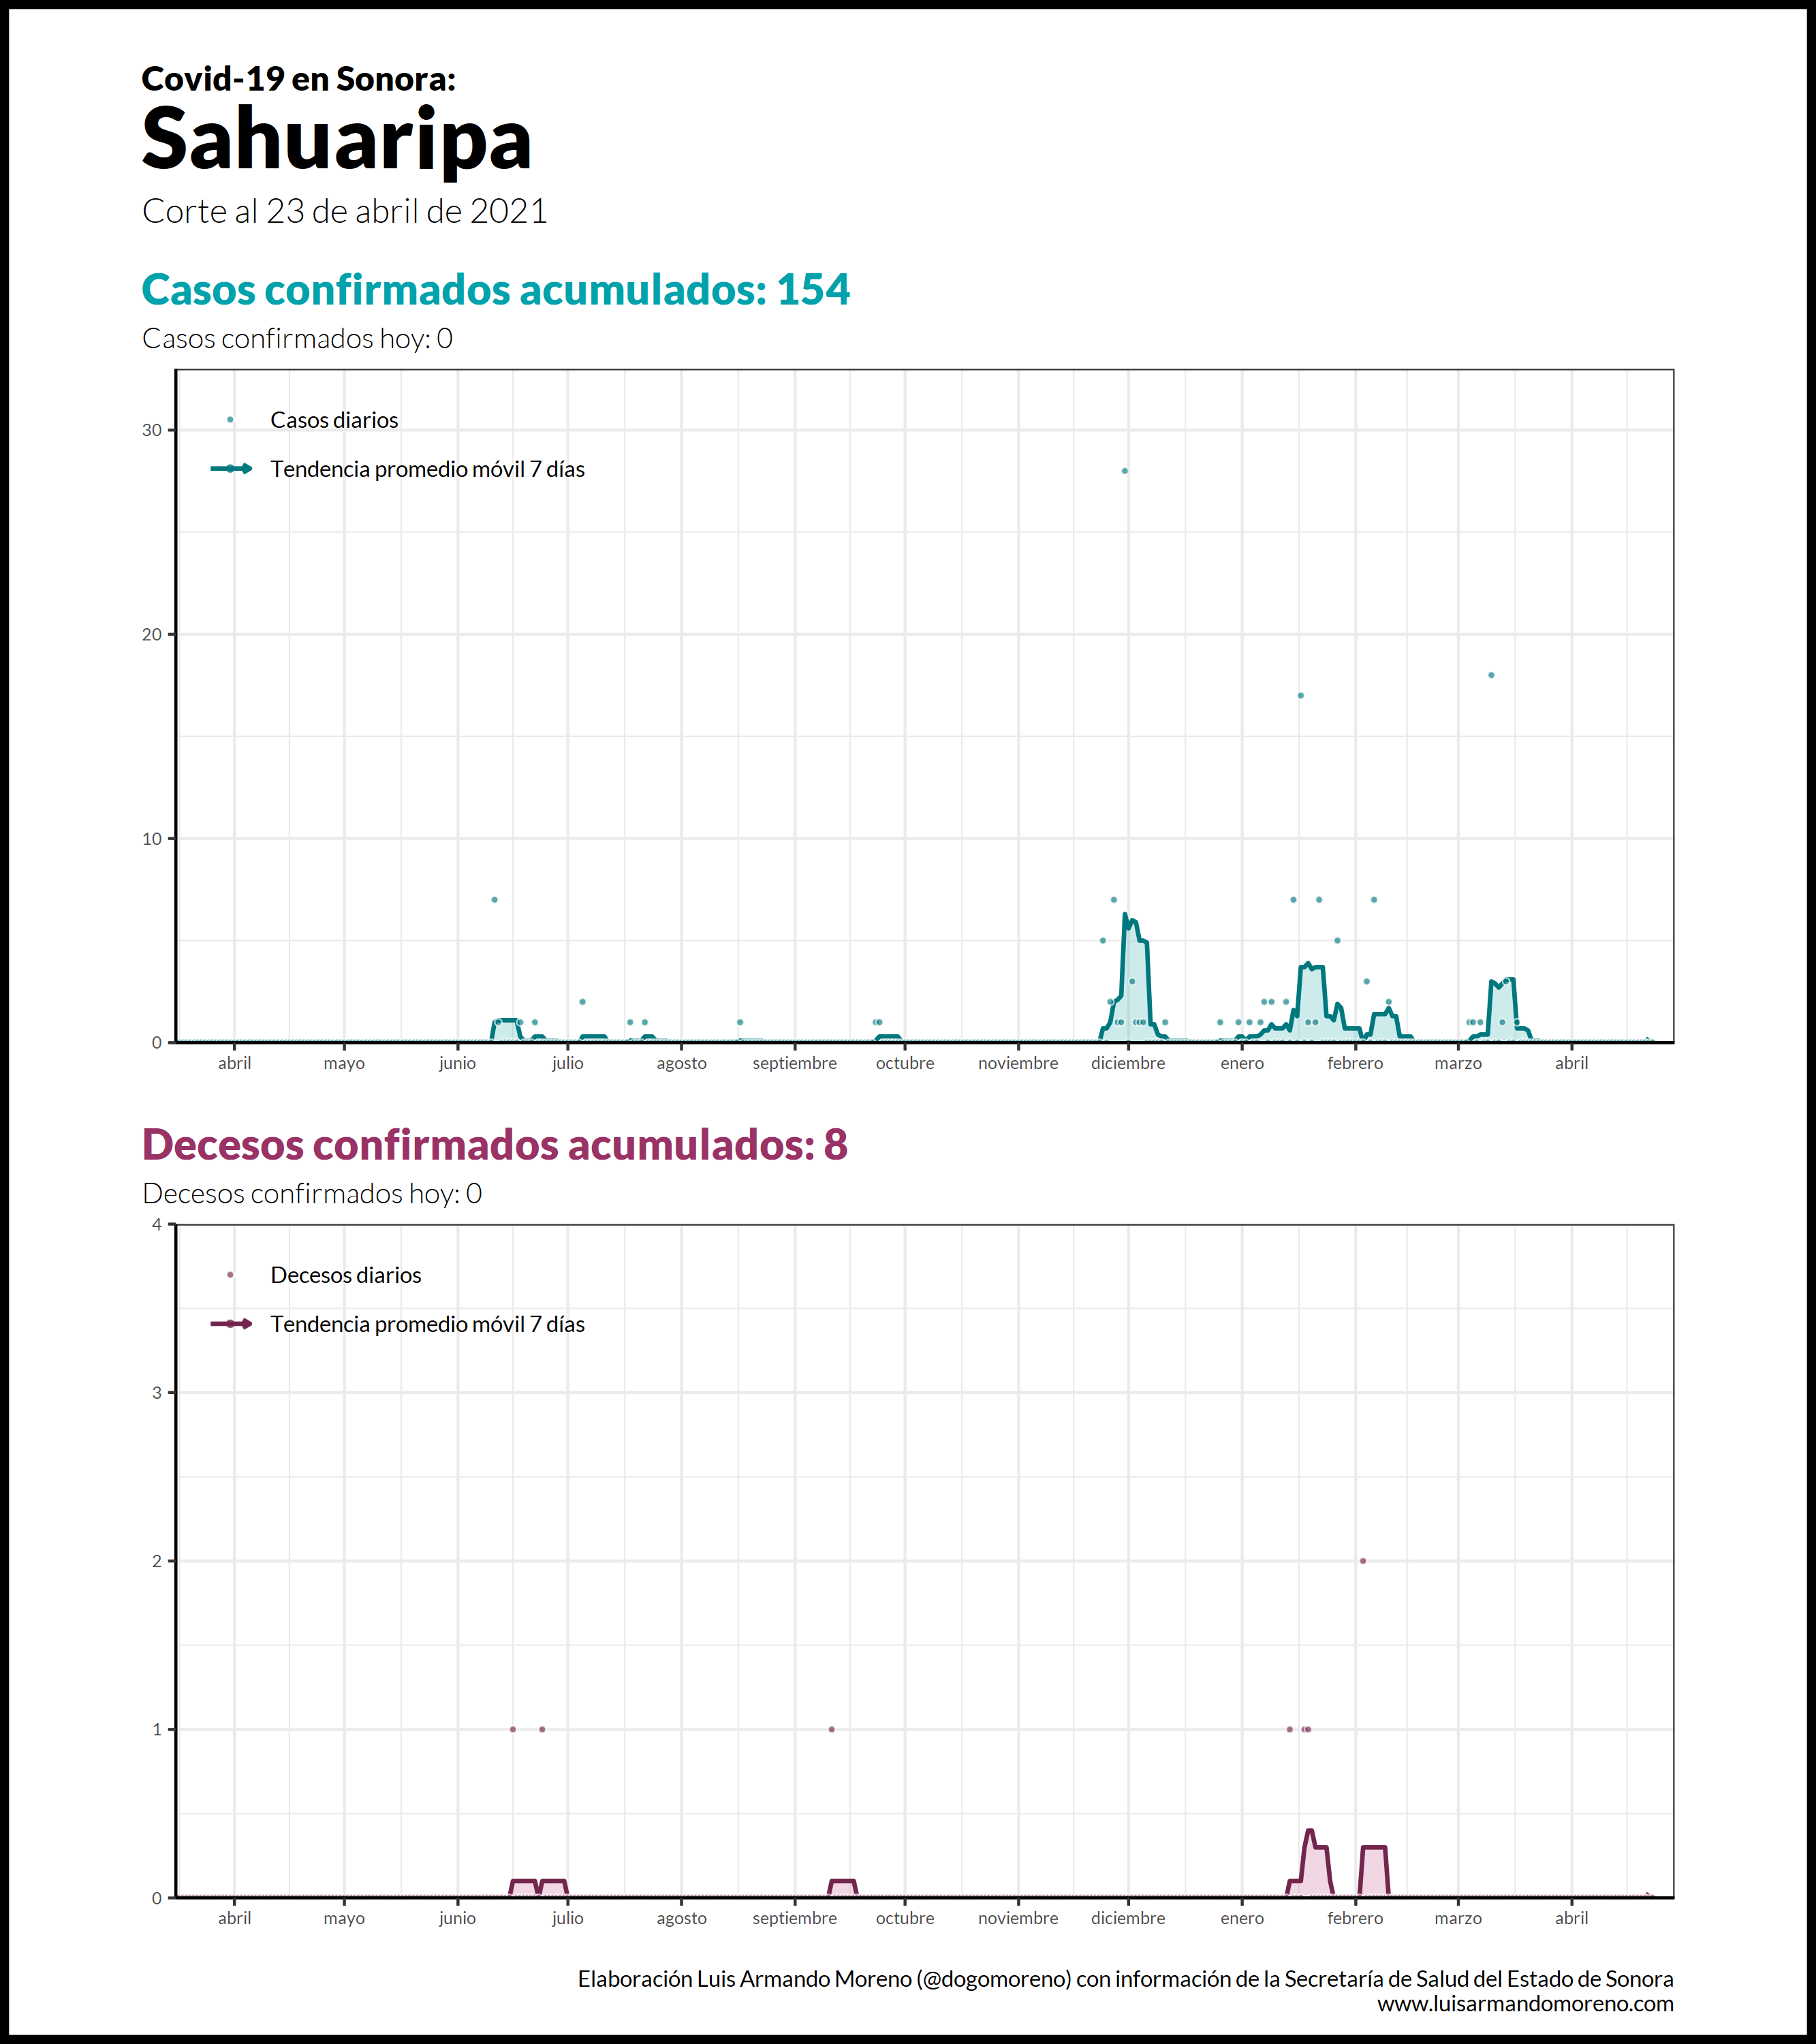 Covid-19 en Sonora:
Sahuaripa
Corte al 23 de abril de 2021
Casos confirmados acumulados: 154
Casos confirmados hoy: 0
Casos diarios
Tendencia promedio móvil 7 días
30
20
10
0
abril mayo junio julio agosto septiembre octubre noviembre diciembre enero febrero marzo abril
Decesos confirmados acumulados: 8
Decesos confirmados hoy: 0
4
Decesos diarios
Tendencia promedio móvil 7 días
3
2
1
0
abril mayo junio julio agosto septiembre octubre noviembre diciembre enero febrero marzo abril
Elaboración Luis Armando Moreno (@dogomoreno) con información de la Secretaría de Salud del Estado de Sonora
www.luisarmandomoreno.com